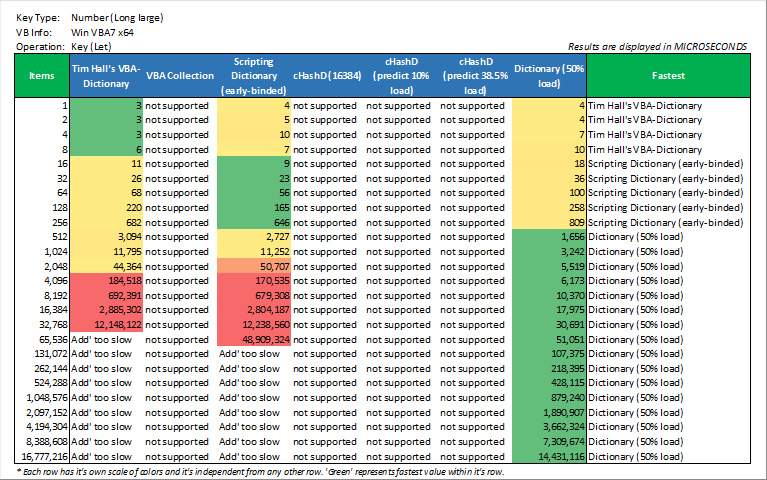 Key Type: Number (Long large)
VB Info: Win VBA7 x64
Operation: Key (Let)
Results are displayed in MICROSECONDS
Items Tim Hall's VBA-Dictionary VBA Collection Scripting Dictionary (early-binded) cHashD (16384) cHashD (predict 10% load) cHashD (predict 38.5% load) Dictionary (50% load) Fastest
1 3 not supported 4 not supported not supported not supported 4 Tim Hall's VBA-Dictionary
2 3 not supported 5 not supported not supported not supported 4 Tim Hall's VBA-Dictionary
4 3 not supported 10 not supported not supported not supported 7 Tim Hall's VBA-Dictionary
8 6 not supported 7 not supported not supported not supported 10 Tim Hall's VBA-Dictionary
16 11 not supported 9 not supported not supported not supported 18 Scripting Dictionary (early-binded)
32 26 not supported 23 not supported not supported not supported 36 Scripting Dictionary (early-binded)
64 68 not supported 56 not supported not supported not supported 100 Scripting Dictionary (early-binded)
128 220 not supported 165 not supported not supported not supported 258 Scripting Dictionary (early-binded)
256 682 not supported 646 not supported not supported not supported 809 Scripting Dictionary (early-binded)
512 3,094 not supported 2,727 not supported not supported not supported 1,656 Dictionary (50% load)
1,024 11,795 not supported 11,252 not supported not supported not supported 3,242 Dictionary (50% load)
2,048 44,364 not supported 50,707 not supported not supported not supported 5,519 Dictionary (50% load)
4,096 184,518 not supported 170,535 not supported not supported not supported 6,173 Dictionary (50% load)
8,192 692,391 not supported 679,308 not supported not supported not supported 10,370 Dictionary (50% load)
16,384 2,885,302 not supported 2,804,187 not supported not supported not supported 17,975 Dictionary (50% load)
32,768 12,148,122 not supported 12,238,560 not supported not supported not supported 30,691 Dictionary (50% load)
65,536 Add' too slow not supported 48,909,324 not supported not supported not supported 51,051 Dictionary (50% load)
131,072 Add' too slow not supported Add' too slow not supported not supported not supported 107,375 Dictionary (50% load)
262,144 Add' too slow not supported Add' too slow not supported not supported not supported 218,395 Dictionary (50% load)
524,288 Add' too slow not supported Add' too slow not supported not supported not supported 428,115 Dictionary (50% load)
1,048,576 Add' too slow not supported Add' too slow not supported not supported not supported 879,240 Dictionary (50% load)
2,097,152 Add' too slow not supported Add' too slow not supported not supported not supported 1,890,907 Dictionary (50% load)
4,194,304 Add' too slow not supported Add' too slow not supported not supported not supported 3,662,324 Dictionary (50% load)
8,388,608 Add' too slow not supported Add' too slow not supported not supported not supported 7,309,674 Dictionary (50% load)
16,777,216 Add' too slow not supported Add' too slow not supported not supported not supported 14,431,116 Dictionary (50% load)
* Each row has it's own scale of colors and it's independent from any other row. 'Green' represents fastest value within it's row.